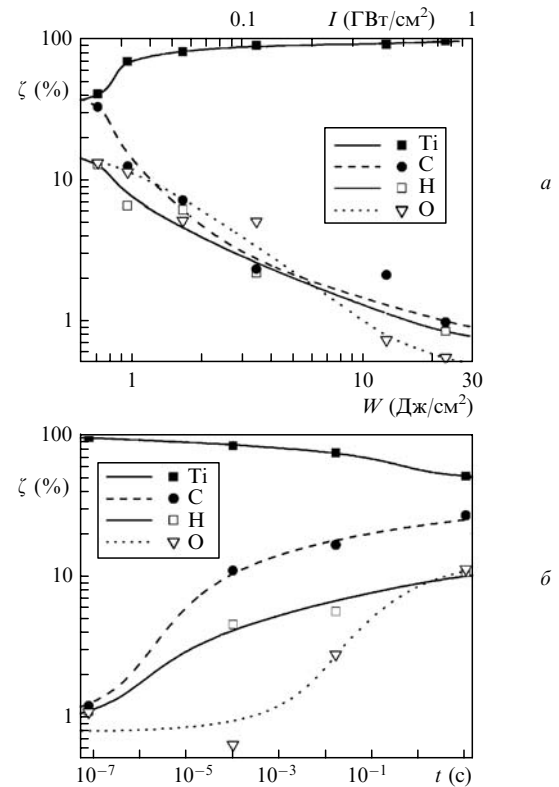 0.1 I (ГВт/см²) 1
100
ζ (%)
Ti
C
H
O
а
10
1
1 10 30
W (Дж/см²)
100
ζ (%)
Ti
C
H
O
б
10
1
10⁻⁷ 10⁻⁵ 10⁻³ 10⁻¹ t (с)